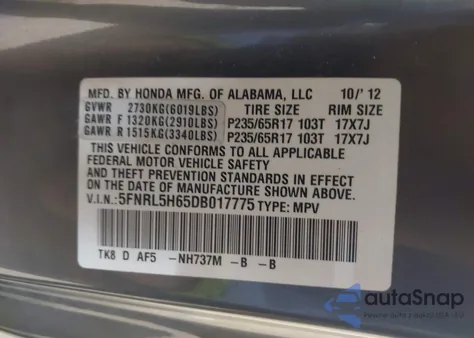 MFD. BY HONDA MFG. OF ALABAMA, LLC 10/'12
GVWR 2730KG(6019LBS) TIRE SIZE RIM SIZE
GAWR F 1320KG(2910LBS) P235/65R17 103T 17X7J
GAWR R 1515KG(3340LBS) P235/65R17 103T 17X7J
THIS VEHICLE CONFORMS TO ALL APPLICABLE
FEDERAL MOTOR VEHICLE SAFETY
AND THEFT PREVENTION STANDARDS IN EFFECT
ON THE DATE OF MANUFACTURE SHOWN ABOVE.
V.I.N.: 5FNRL5H65DB017775 TYPE: MPV
TK8 D AF5 -NH737M -B -B
autoSnap